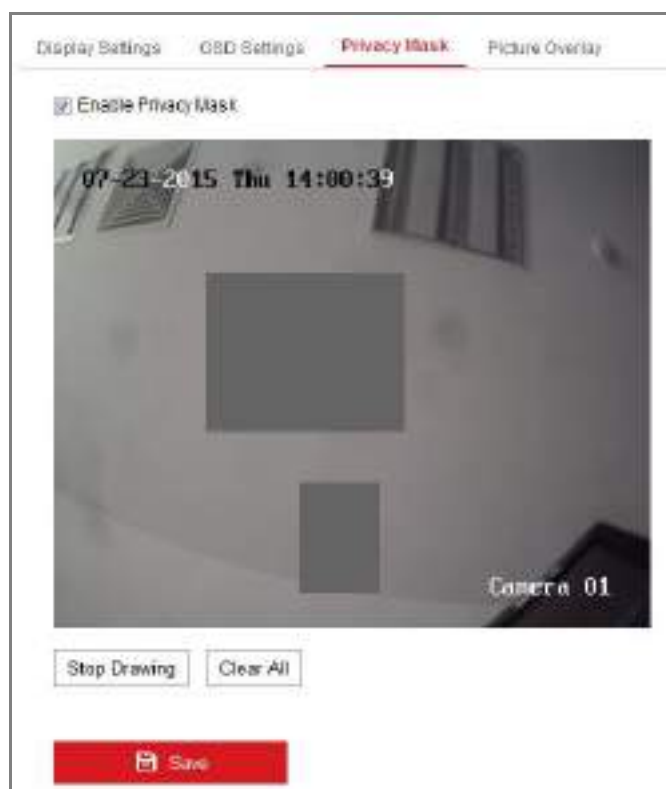 Display Settings OSD Settings Privacy Mask Picture Overlay
Enable Privacy Mask
07-23-2015 Thu 14:00:39
Camera 01
Stop Drawing Clear All
Save